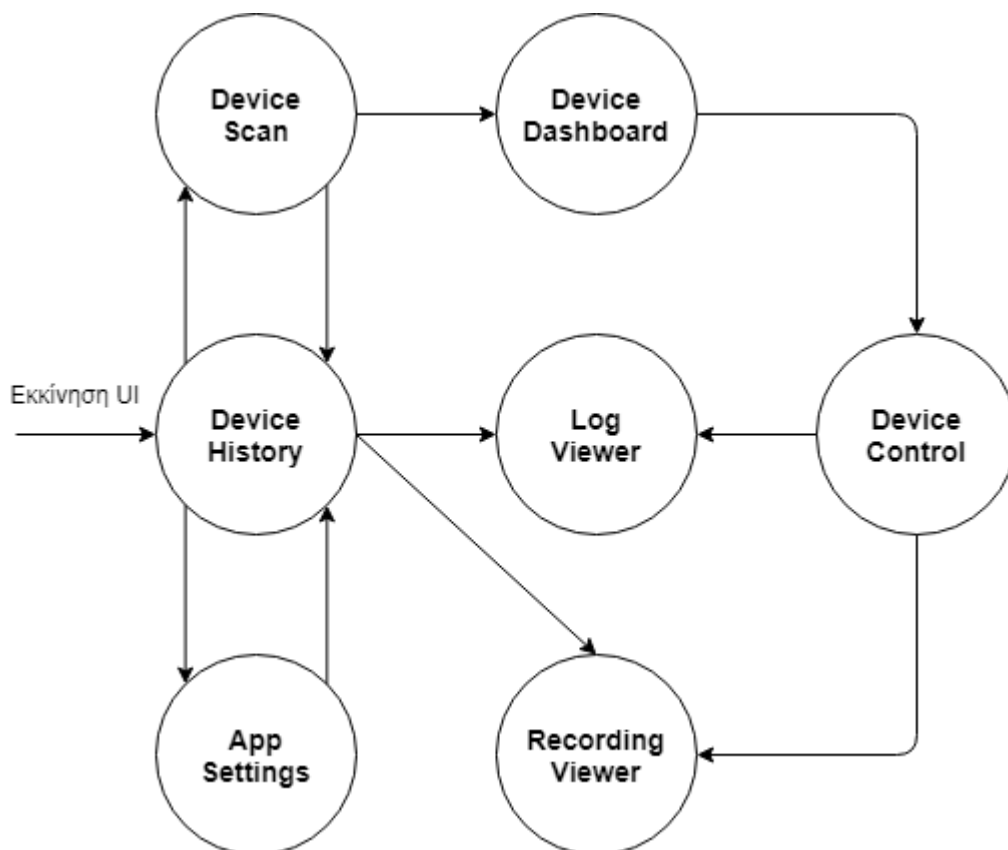 Device
Scan
Device
Dashboard
Εκκίνηση UI
Device
History
Log
Viewer
Device
Control
App
Settings
Recording
Viewer